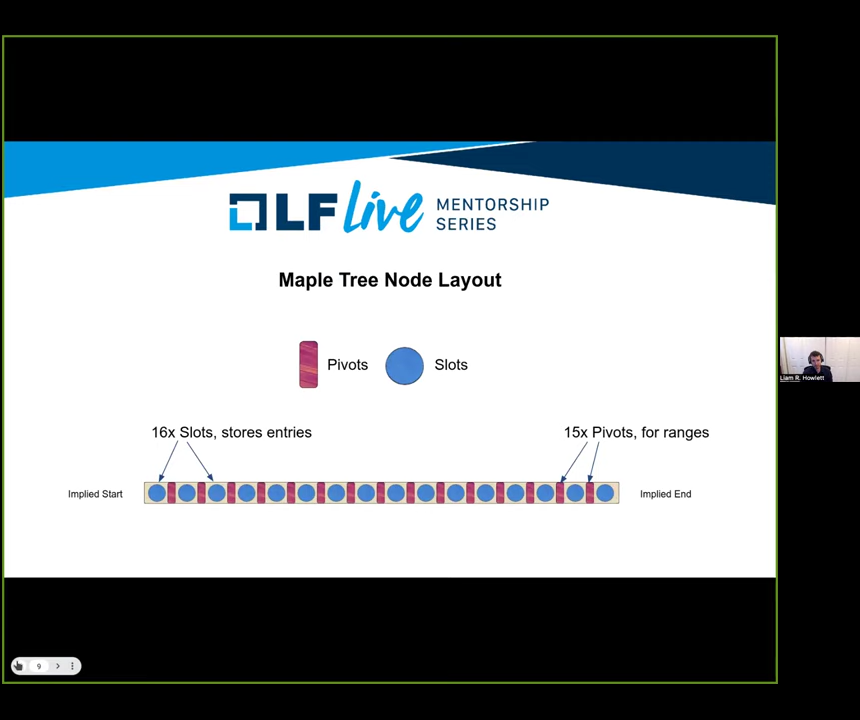 LF live MENTORSHIP
SERIES
Maple Tree Node Layout
Pivots
Slots
16x Slots, stores entries
15x Pivots, for ranges
Implied Start
Implied End
Liam R. Howlett
9